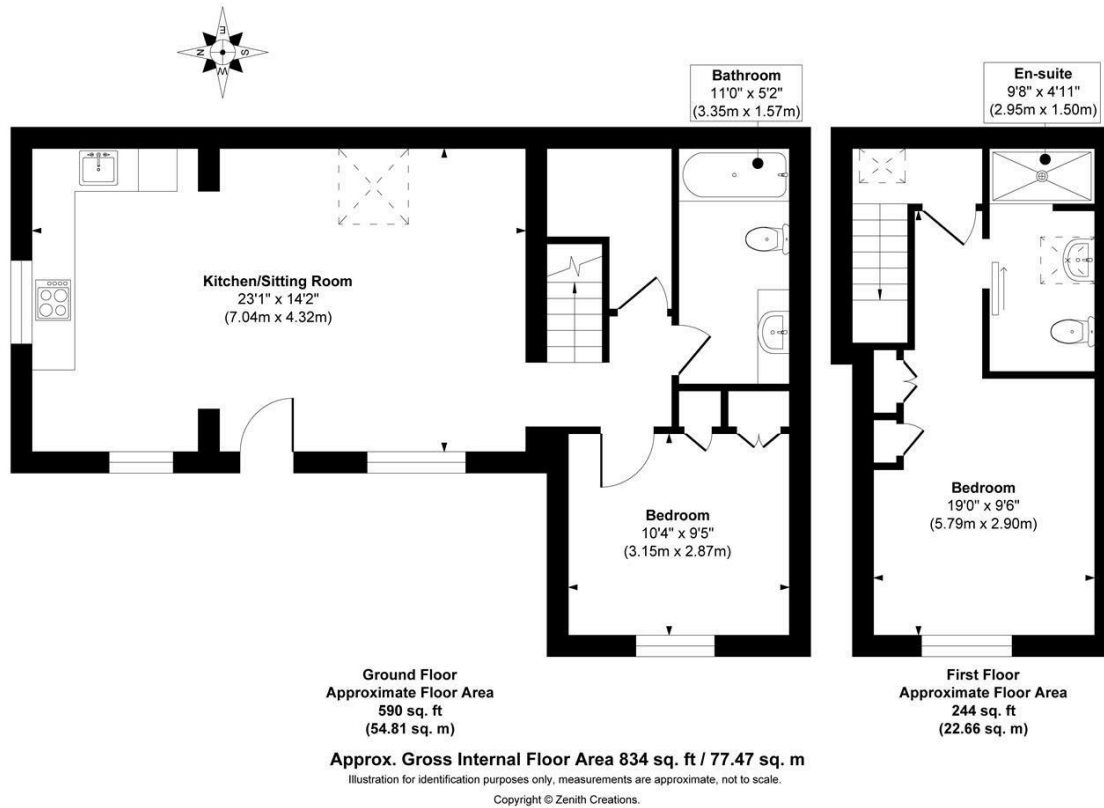 E
N
S
W
Bathroom
11'0" x 5'2"
(3.35m x 1.57m)
En-suite
9'8" x 4'11"
(2.95m x 1.50m)
Kitchen/Sitting Room
23'1" x 14'2"
(7.04m x 4.32m)
Bedroom
10'4" x 9'5"
(3.15m x 2.87m)
Bedroom
19'0" x 9'6"
(5.79m x 2.90m)
Ground Floor
Approximate Floor Area
590 sq. ft
(54.81 sq. m)
First Floor
Approximate Floor Area
244 sq. ft
(22.66 sq. m)
Approx. Gross Internal Floor Area 834 sq. ft / 77.47 sq. m
Illustration for identification purposes only, measurements are approximate, not to scale.
Copyright © Zenith Creations.